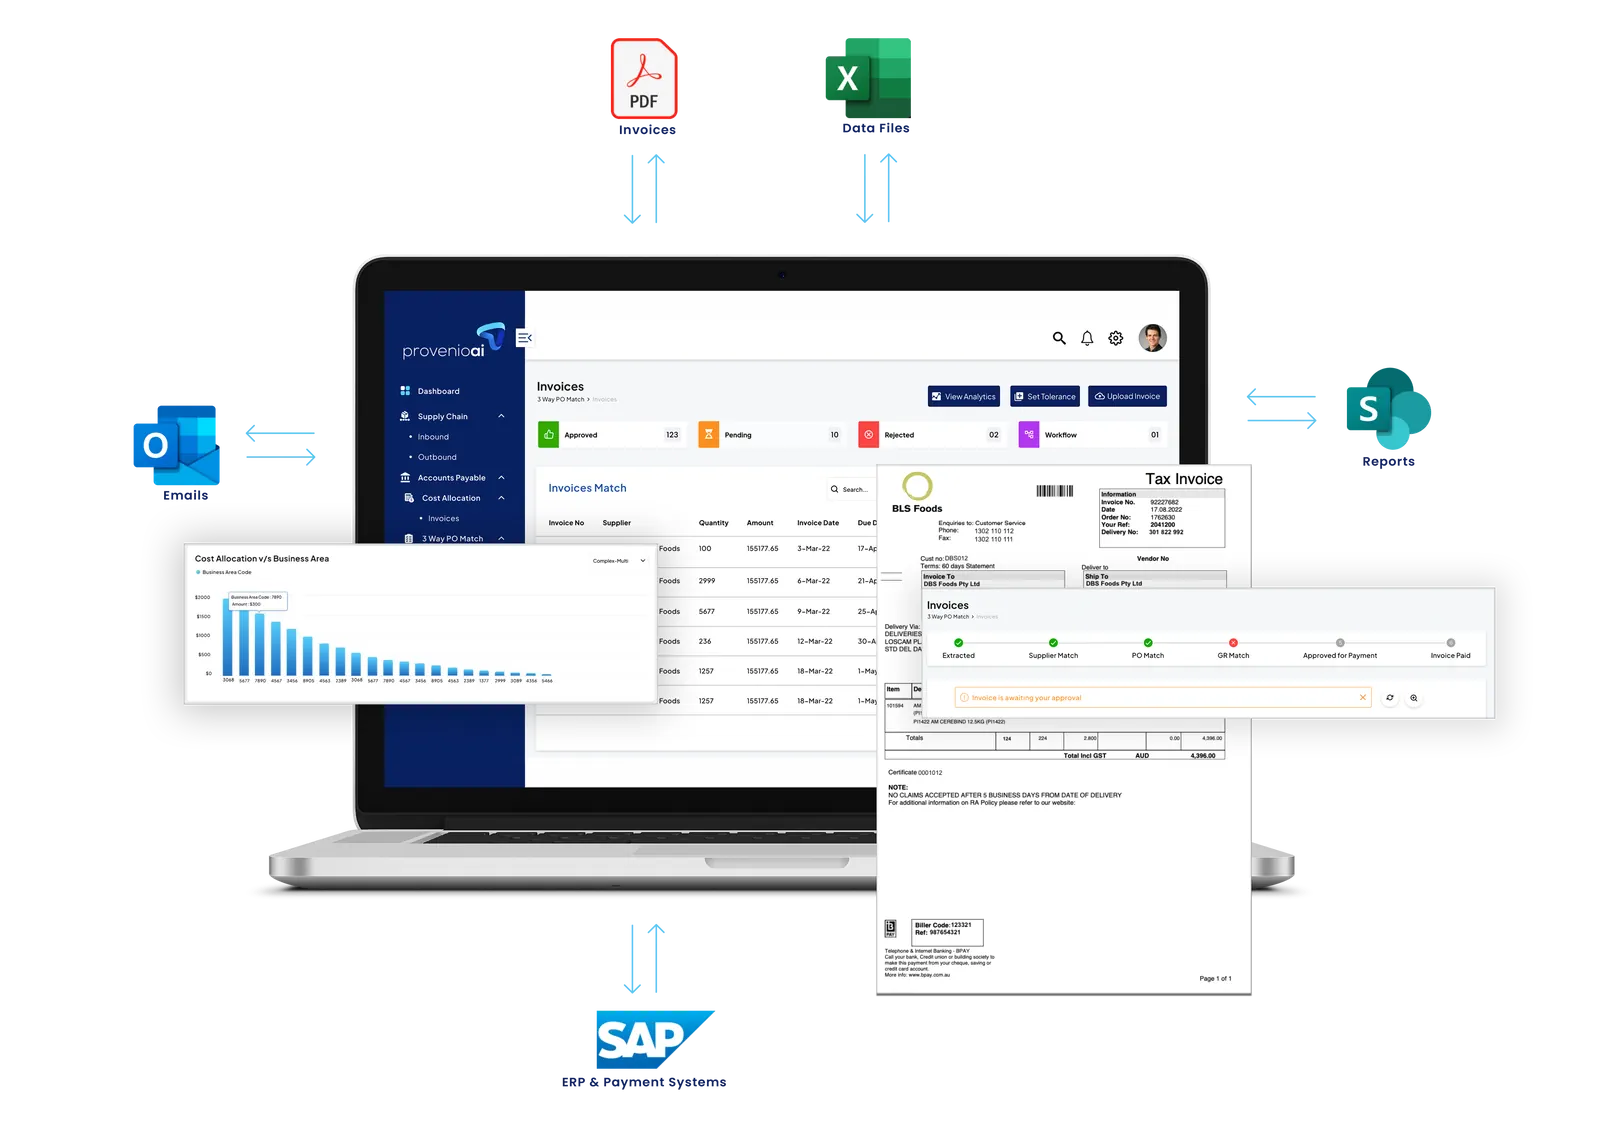 PDF
Invoices
X
Data Files
provenioai
Dashboard
Supply Chain
Inbound
Outbound
Accounts Payable
Cost Allocation
Invoices
3 Way PO Match
Invoices
3 Way PO Match > Invoices
View Analytics
Set Tolerance
Upload Invoice
Approved 123
Pending 10
Rejected 02
Workflow 01
Invoices Match
Search...
Invoice No Supplier Quantity Amount Invoice Date Due D
Foods 100 155177.65 3-Mar-22 17-Ap
Foods 2999 155177.65 6-Mar-22 21-Ap
Foods 5677 155177.65 9-Mar-22 25-Ap
Foods 236 155177.65 12-Mar-22 30-A
Foods 1257 155177.65 18-Mar-22 1-May
Foods 1257 155177.65 18-Mar-22 1-May
O
Emails
S
Reports
Cost Allocation v/s Business Area
Complex-Multi
Business Area Code
Business Area Code : 7890
Amount : $300
$2000
$1500
$1000
$500
$0
3068 5677 7890 4567 3456 8905 4563 2389 3068 5677 7890 4567 3456 8905 4563 2389 1377 2999 3089 4356 5466
BLS Foods
Tax Invoice
Information
Invoice No. 92227682
Date 17.08.2022
Order No: 1762630
Your Ref: 2041200
Delivery No: 301 822 992
Enquiries to: Customer Service
Phone: 1302 110 112
Fax: 1302 110 111
Cust no: DBS012
Terms: 60 days Statement
Vendor No
Deliver to
Invoice To
DBS Foods Pty Ltd
Ship To
DBS Foods Pty Ltd
Delivery Via:
DELIVERIES
LOSCAM PL
STD DEL DA
Invoices
3 Way PO Match > Invoices
Extracted
Supplier Match
PO Match
GR Match
Approved for Payment
Invoice Paid
Invoice is awaiting your approval
Item De
101594 AM
(PI
PI1422 AM CEREBIND 12.5KG (PI1422)
Totals 124 224 2.800 0.00 4,396.00
Total Incl GST AUD 4,396.00
Certificate 0001012
NOTE:
NO CLAIMS ACCEPTED AFTER 5 BUSINESS DAYS FROM DATE OF DELIVERY
For additional information on RA Policy please refer to our website:
B
PAY
Biller Code: 123321
Ref: 987654321
Telephone & Internet Banking - BPAY
Call your bank, Credit union or building society to
make this payment from your cheque, saving or
credit card account.
More info: www.bpay.com.au
Page 1 of 1
SAP
ERP & Payment Systems